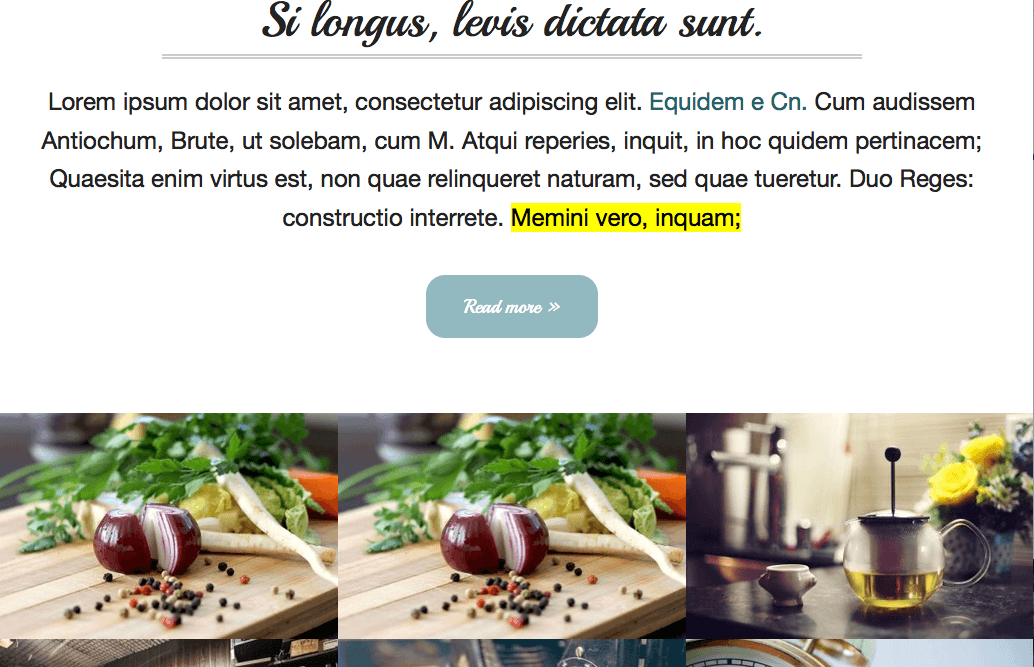 Si longus, levis dictata sunt.
Lorem ipsum dolor sit amet, consectetur adipiscing elit. Equidem e Cn. Cum audissem
Antiochum, Brute, ut solebam, cum M. Atqui reperies, inquit, in hoc quidem pertinacem;
Quaesita enim virtus est, non quae relinqueret naturam, sed quae tueretur. Duo Reges:
constructio interrete. Memini vero, inquam;
Read more »